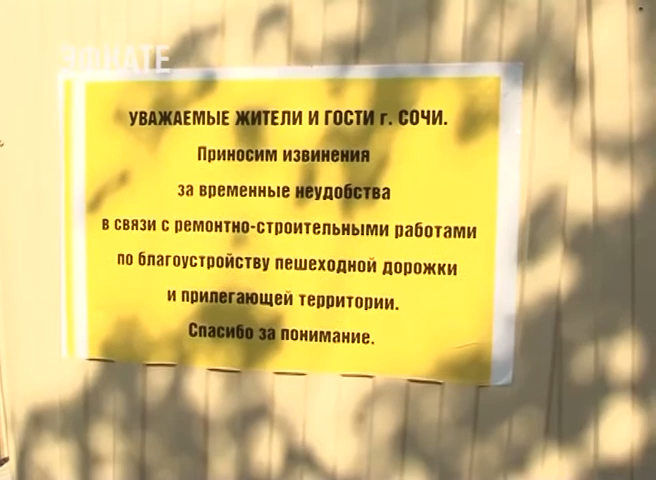 ЭФКАТЕ
УВАЖАЕМЫЕ ЖИТЕЛИ И ГОСТИ г. СОЧИ.
Приносим извинения
за временные неудобства
в связи с ремонтно-строительными работами
по благоустройству пешеходной дорожки
и прилегающей территории.
Спасибо за понимание.